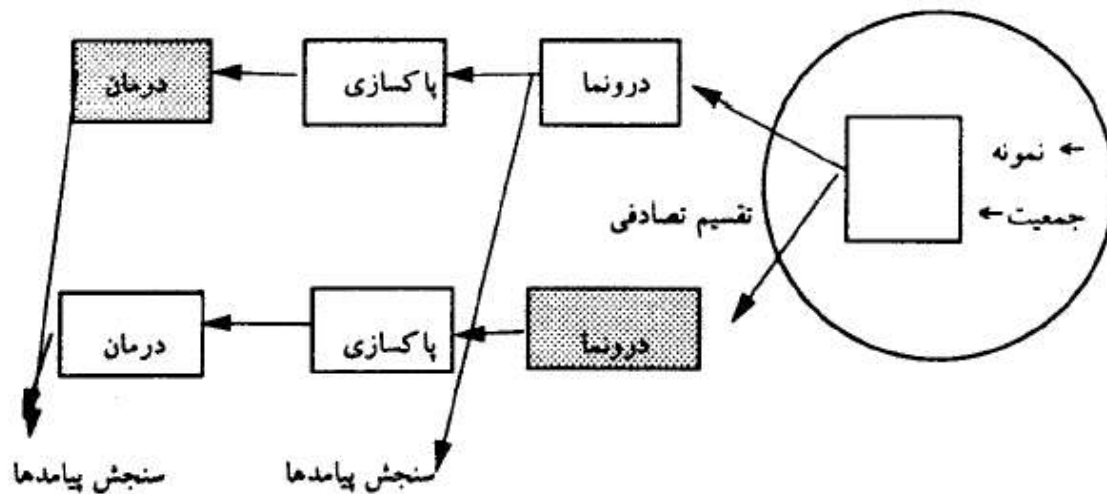 درونما
پاکسازی
درمان
← نمونه
جمعیت←
تقسیم تصادفی
درونما
پاکسازی
درمان
سنجش پیامدها
سنجش پیامدها